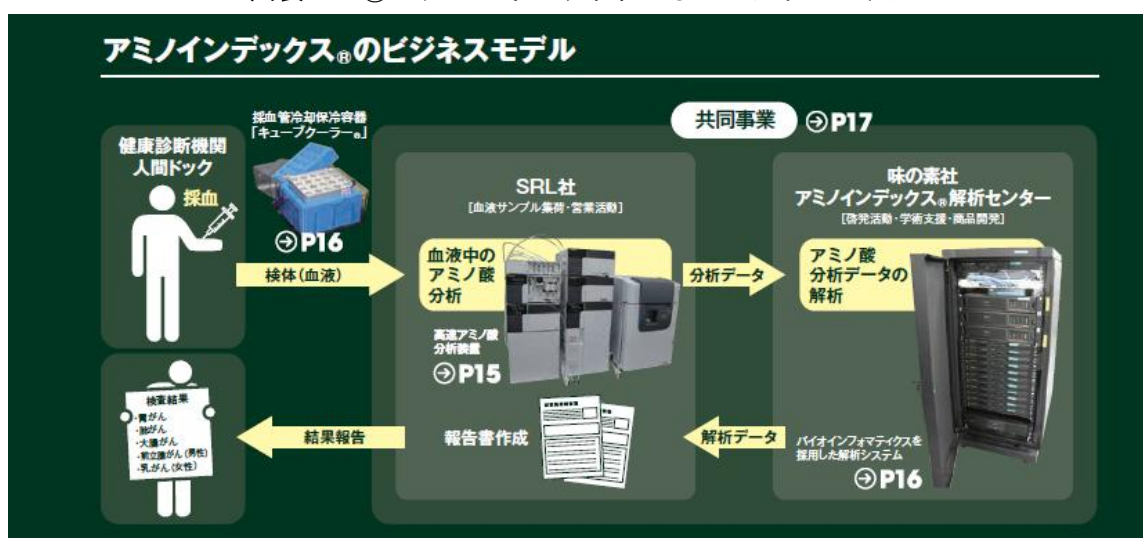 アミノインデックス®のビジネスモデル
共同事業
→P17
健康診断機関
人間ドック
採血
採血管冷却保冷容器
「キューブクーラー®」
→P16
検体(血液)
SRL社
[血液サンプル集荷・営業活動]
血液中の
アミノ酸
分析
高速アミノ酸
分析装置
→P15
分析データ
味の素社
アミノインデックス®解析センター
[啓発活動・学術支援・商品開発]
アミノ酸
分析データの
解析
バイオインフォマティクスを
採用した解析システム
→P16
解析データ
報告書作成
結果報告
検査結果
・胃がん
・肺がん
・大腸がん
・前立腺がん(男性)
・乳がん(女性)